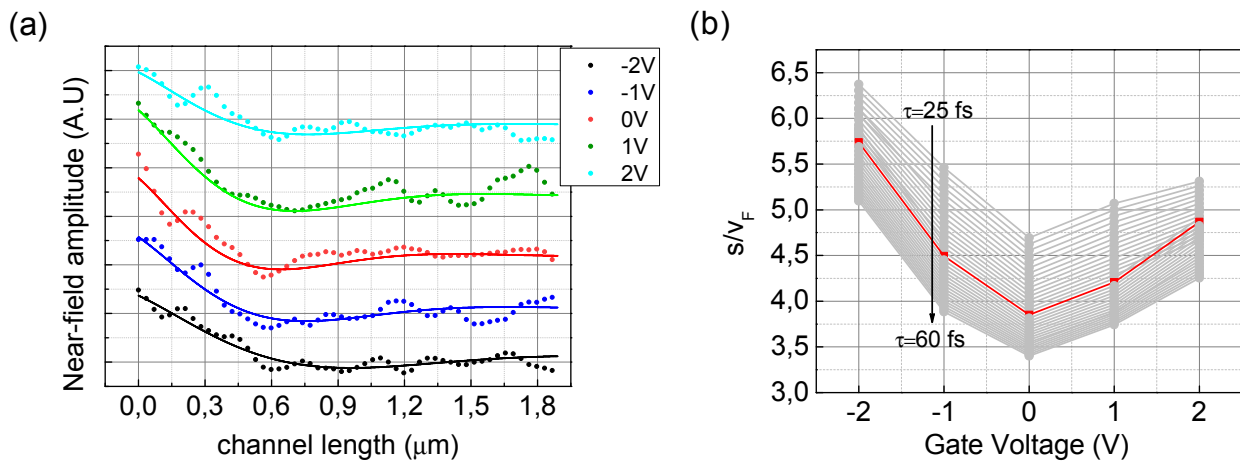 (a)
Near-field amplitude (A.U)
-2V
-1V
0V
1V
2V
0,0 0,3 0,6 0,9 1,2 1,5 1,8
channel length (μm)
(b)
s/vF
6,5
6,0
5,5
5,0
4,5
4,0
3,5
3,0
τ=25 fs
τ=60 fs
-2 -1 0 1 2
Gate Voltage (V)